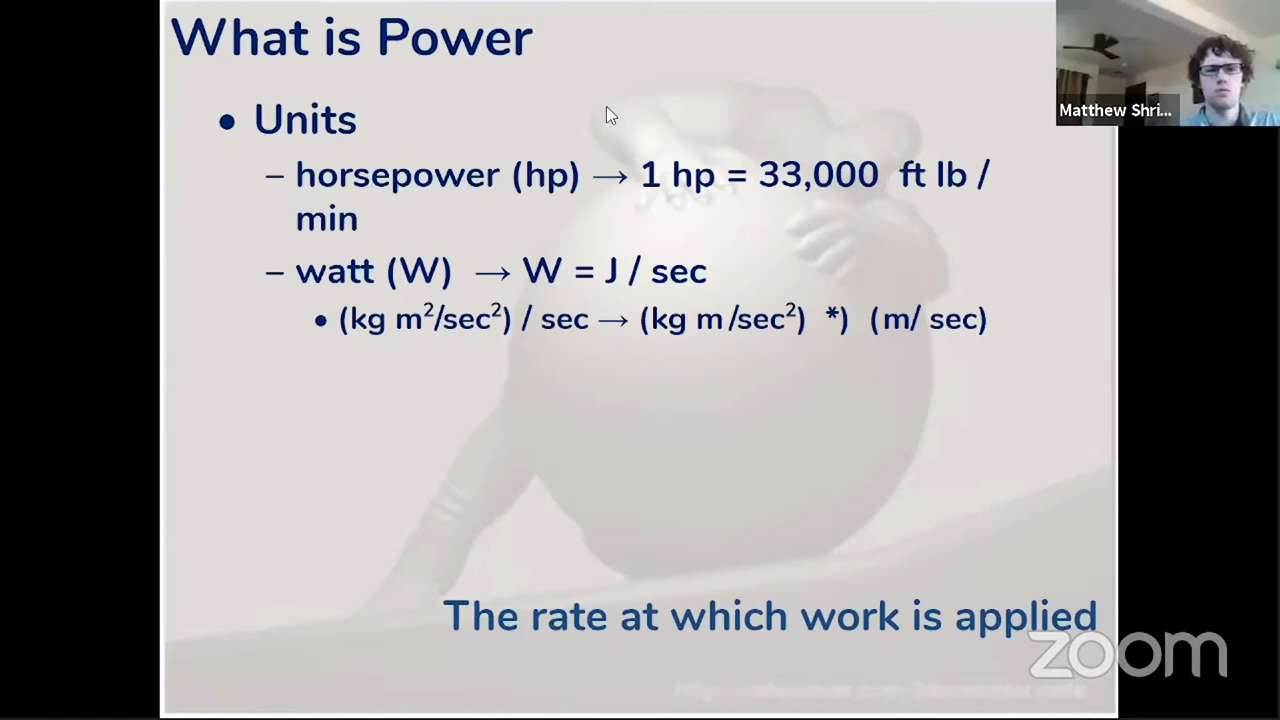 What is Power
• Units
– horsepower (hp) → 1 hp = 33,000 ft lb /
min
– watt (W) → W = J / sec
• (kg m²/sec²) / sec → (kg m /sec²) *) (m/ sec)
Matthew Shri...
The rate at which work is applied
zoom